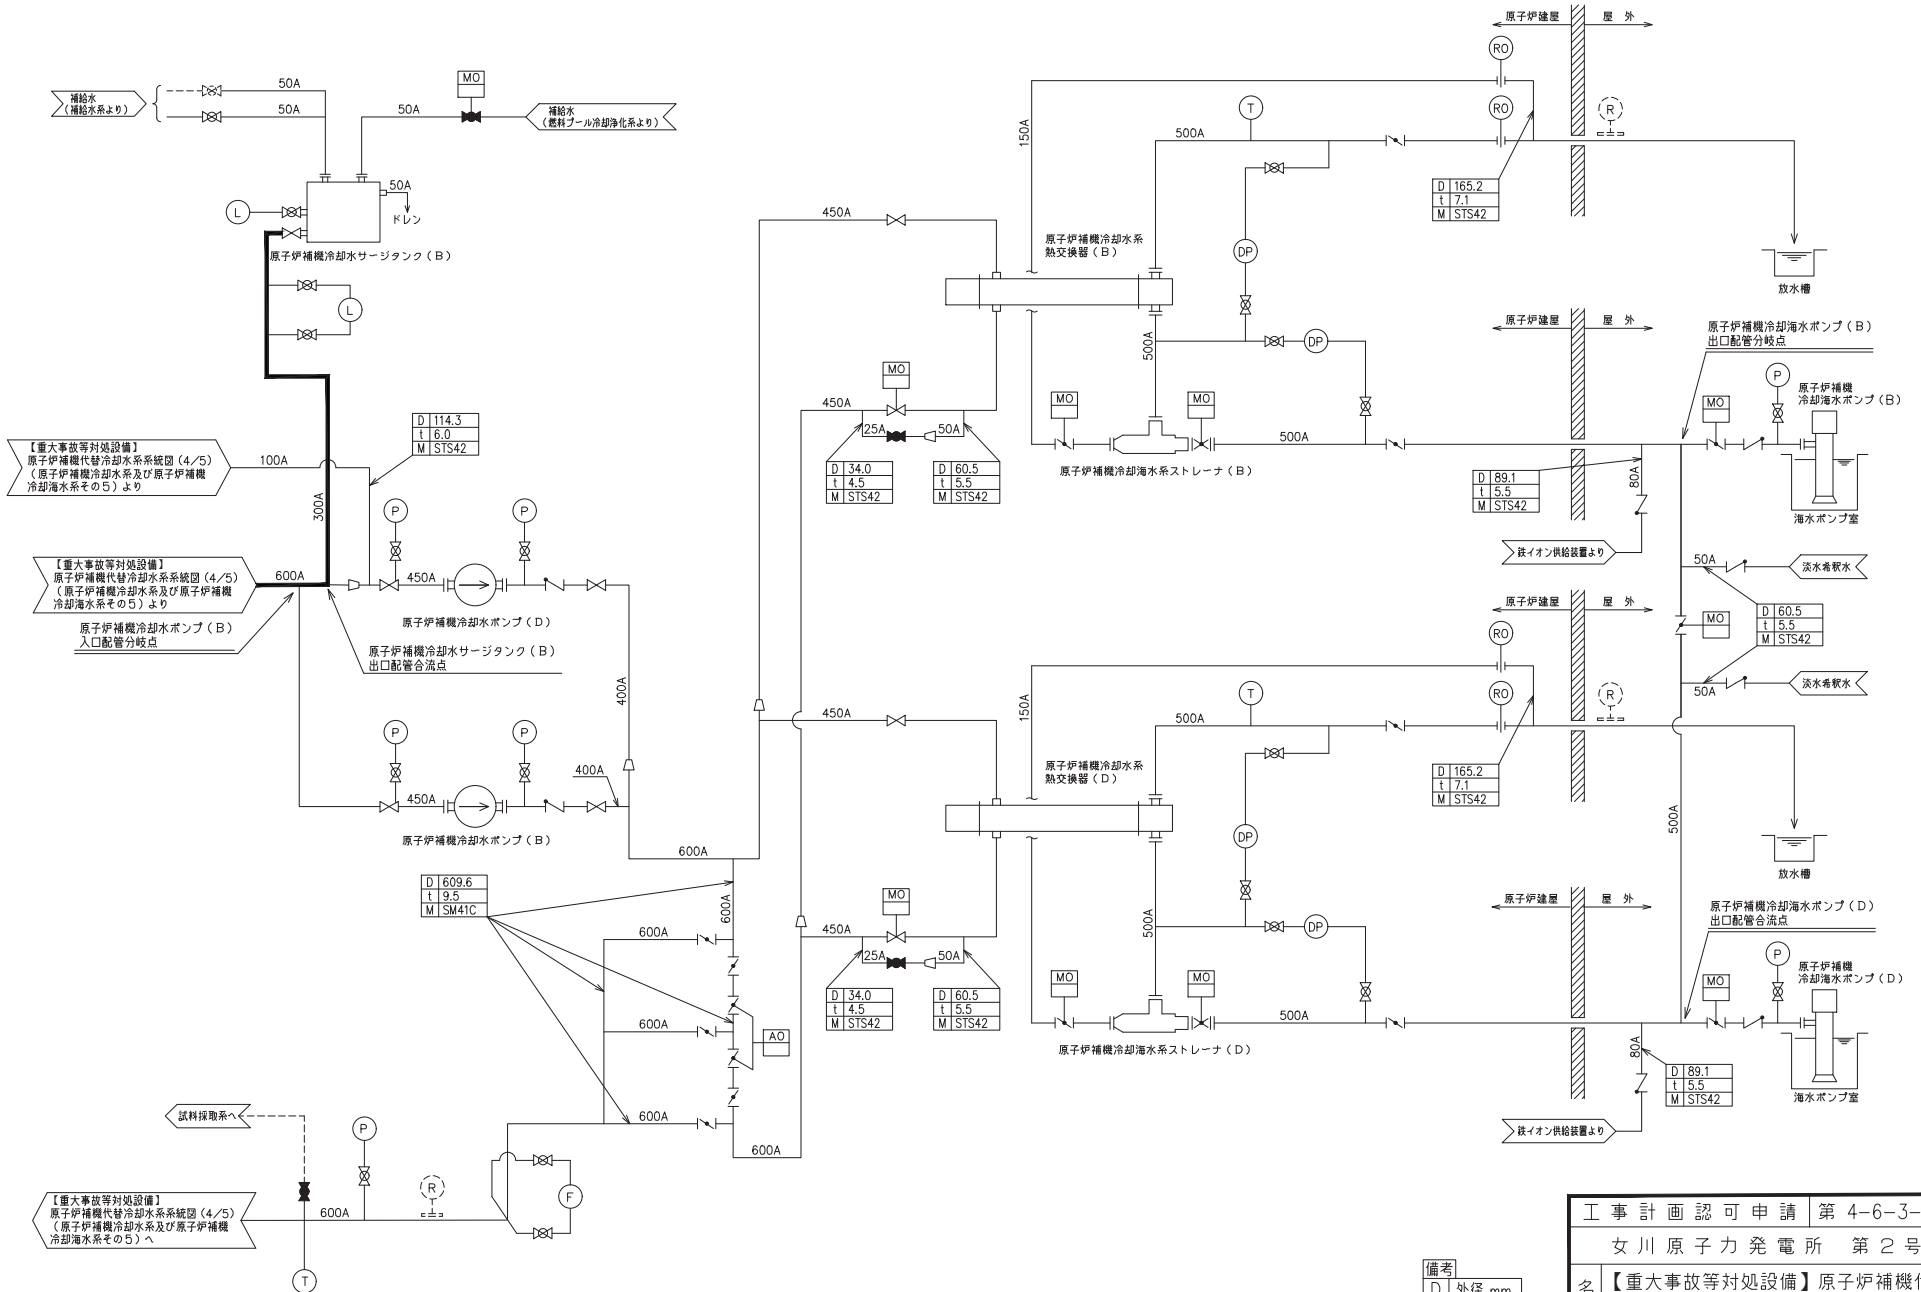 補給水
(補給水系より)
50A
50A
50A
MO
補給水
(燃料プール冷却浄化系より)
50A
ドレン
L
原子炉補機冷却水サージタンク(B)
L
【重大事故等対処設備】
原子炉補機代替冷却水系系統図(4/5)
(原子炉補機冷却水系及び原子炉補機
冷却海水系その5)より
100A
300A
D 114.3
t 6.0
M STS42
【重大事故等対処設備】
原子炉補機代替冷却水系系統図(4/5)
(原子炉補機冷却水系及び原子炉補機
冷却海水系その5)より
600A
P
P
450A
原子炉補機冷却水ポンプ(D)
原子炉補機冷却水ポンプ(B)
入口配管分岐点
原子炉補機冷却水サージタンク(B)
出口配管合流点
400A
P
P
450A
400A
原子炉補機冷却水ポンプ(B)
600A
D 609.6
t 9.5
M SM41C
600A
600A
600A
AO
600A
600A
試料採取系へ
P
R
F
【重大事故等対処設備】
原子炉補機代替冷却水系系統図(4/5)
(原子炉補機冷却水系及び原子炉補機
冷却海水系その5)へ
600A
T
450A
450A
MO
25A
50A
D 34.0
t 4.5
M STS42
D 60.5
t 5.5
M STS42
原子炉補機冷却水系
熱交換器(B)
150A
500A
T
RO
RO
D 165.2
t 7.1
M STS42
DP
DP
500A
MO
MO
500A
原子炉補機冷却海水系ストレーナ(B)
原子炉建屋
屋 外
R
放水槽
原子炉建屋
屋 外
原子炉補機冷却海水ポンプ(B)
出口配管分岐点
P
MO
原子炉補機
冷却海水ポンプ(B)
海水ポンプ室
D 89.1
t 5.5
M STS42
80A
鉄イオン供給装置より
50A
淡水希釈水
D 60.5
t 5.5
M STS42
MO
50A
淡水希釈水
500A
450A
450A
MO
25A
50A
D 34.0
t 4.5
M STS42
D 60.5
t 5.5
M STS42
原子炉補機冷却水系
熱交換器(D)
150A
500A
T
RO
RO
D 165.2
t 7.1
M STS42
DP
DP
500A
MO
MO
500A
原子炉補機冷却海水系ストレーナ(D)
原子炉建屋
屋 外
R
放水槽
原子炉建屋
屋 外
原子炉補機冷却海水ポンプ(D)
出口配管合流点
P
MO
原子炉補機
冷却海水ポンプ(D)
海水ポンプ室
80A
D 89.1
t 5.5
M STS42
鉄イオン供給装置より
備考
D 外径 mm
工事計画認可申請 第 4-6-3-
女川原子力発電所 第2号
名 【重大事故等対処設備】原子炉補機